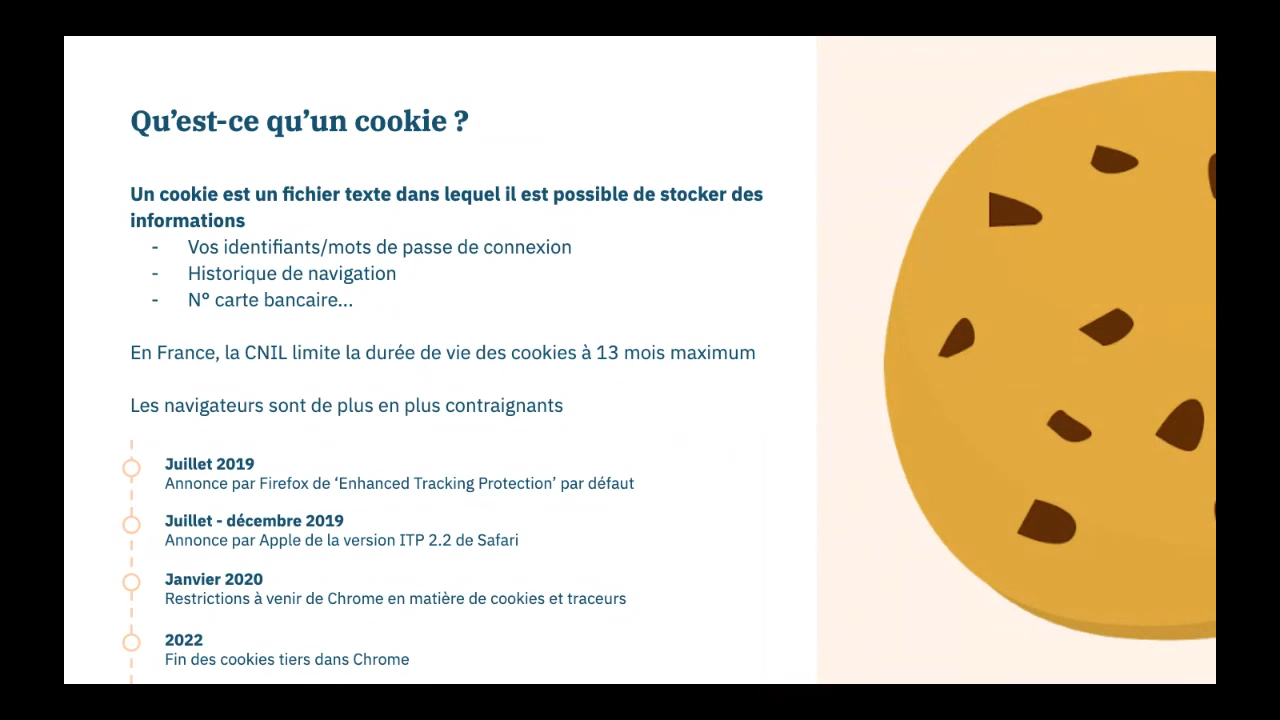 Qu’est-ce qu’un cookie ?
Un cookie est un fichier texte dans lequel il est possible de stocker des
informations
- Vos identifiants/mots de passe de connexion
- Historique de navigation
- N° carte bancaire...
En France, la CNIL limite la durée de vie des cookies à 13 mois maximum
Les navigateurs sont de plus en plus contraignants
Juillet 2019
Annonce par Firefox de ‘Enhanced Tracking Protection’ par défaut
Juillet - décembre 2019
Annonce par Apple de la version ITP 2.2 de Safari
Janvier 2020
Restrictions à venir de Chrome en matière de cookies et traceurs
2022
Fin des cookies tiers dans Chrome